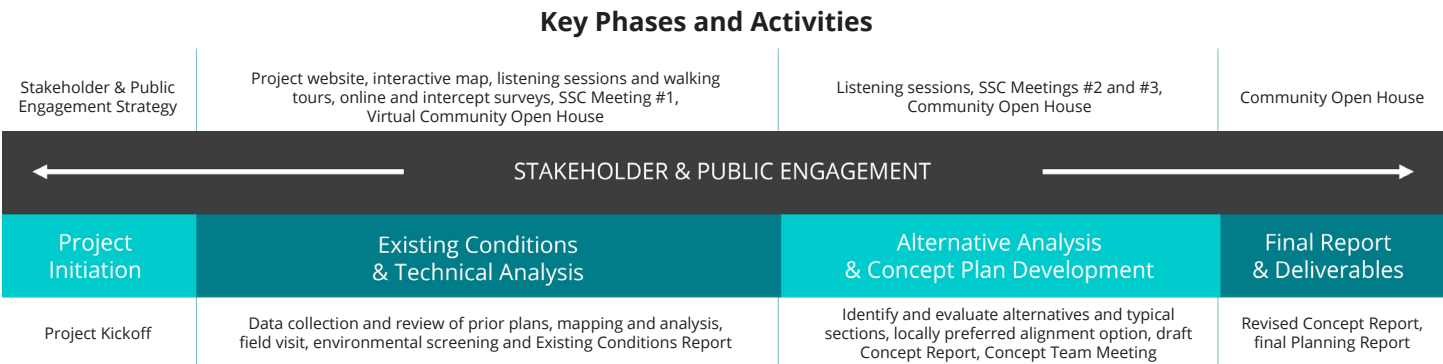 Key Phases and Activities
Stakeholder & Public
Engagement Strategy
Project website, interactive map, listening sessions and walking
tours, online and intercept surveys, SSC Meeting #1,
Virtual Community Open House
Listening sessions, SSC Meetings #2 and #3,
Community Open House
Community Open House
STAKEHOLDER & PUBLIC ENGAGEMENT
Project
Initiation
Existing Conditions
& Technical Analysis
Alternative Analysis
& Concept Plan Development
Final Report
& Deliverables
Project Kickoff
Data collection and review of prior plans, mapping and analysis,
field visit, environmental screening and Existing Conditions Report
Identify and evaluate alternatives and typical
sections, locally preferred alignment option, draft
Concept Report, Concept Team Meeting
Revised Concept Report,
final Planning Report